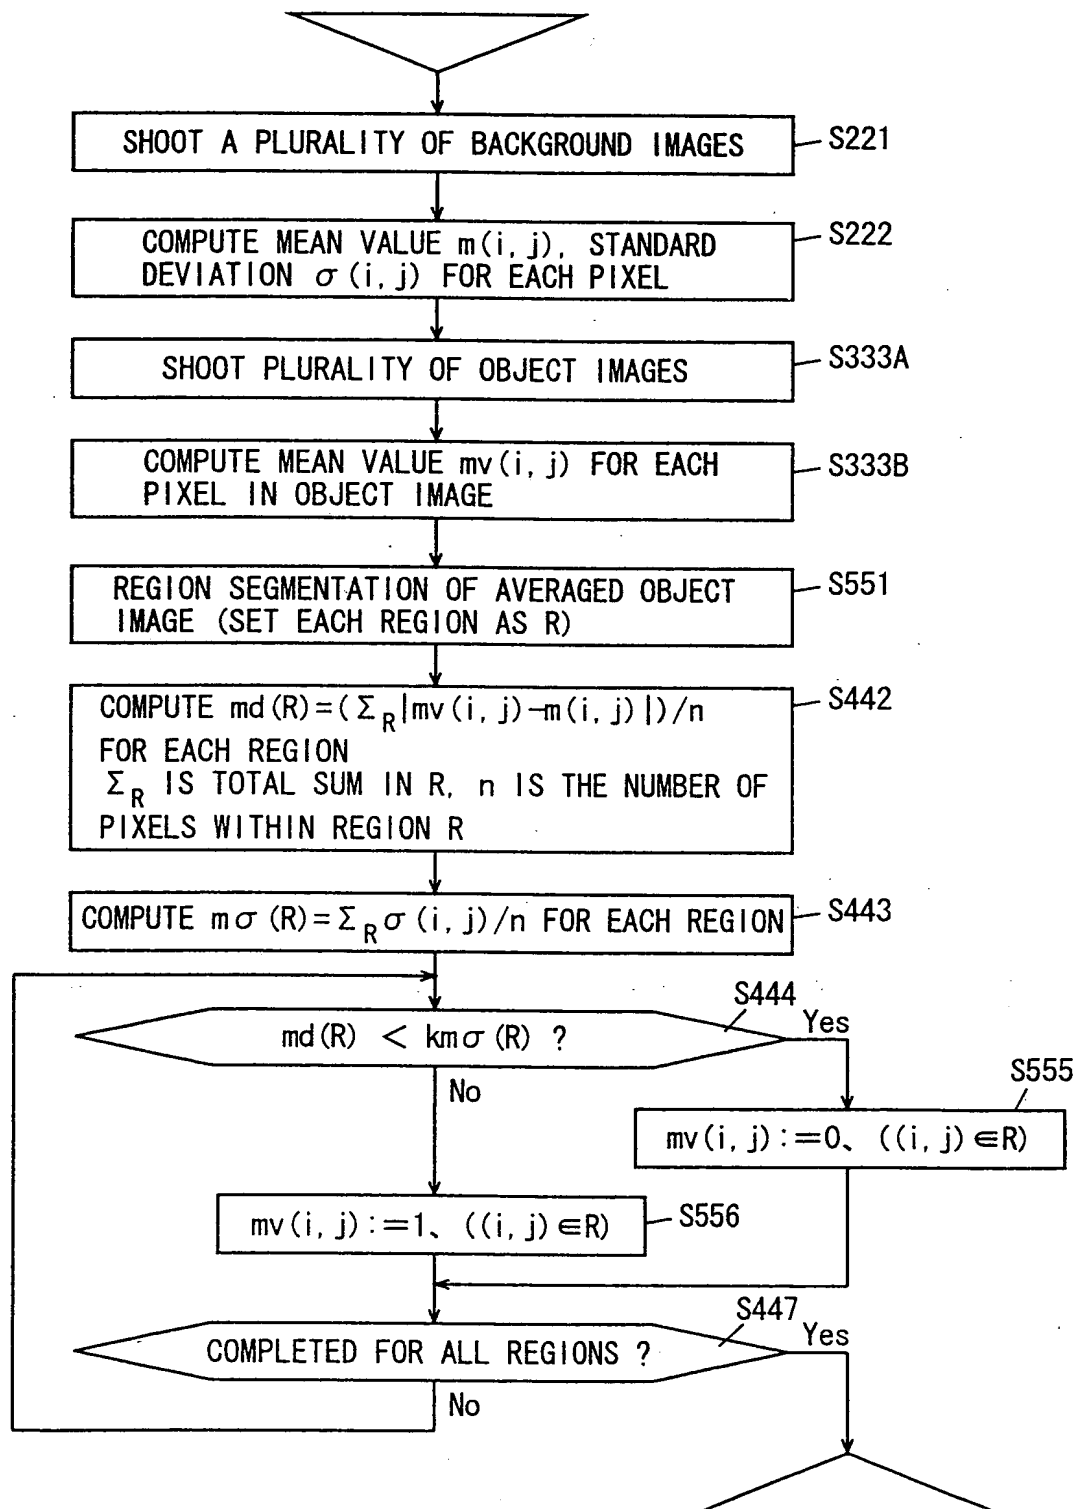 SHOOT A PLURALITY OF BACKGROUND IMAGES
S221
COMPUTE MEAN VALUE m(i, j), STANDARD
DEVIATION σ(i, j) FOR EACH PIXEL
S222
SHOOT PLURALITY OF OBJECT IMAGES
S333A
COMPUTE MEAN VALUE mv(i, j) FOR EACH
PIXEL IN OBJECT IMAGE
S333B
REGION SEGMENTATION OF AVERAGED OBJECT
IMAGE (SET EACH REGION AS R)
S551
COMPUTE md(R)=(Σ_R|mv(i, j)−m(i, j)|)/n
FOR EACH REGION
Σ_R IS TOTAL SUM IN R, n IS THE NUMBER OF
PIXELS WITHIN REGION R
S442
COMPUTE mσ(R)=Σ_Rσ(i, j)/n FOR EACH REGION
S443
S444
md(R) < kmσ(R) ?
Yes
No
S555
mv(i, j):=0、((i, j)∈R)
mv(i, j):=1、((i, j)∈R)
S556
S447
COMPLETED FOR ALL REGIONS ?
Yes
No